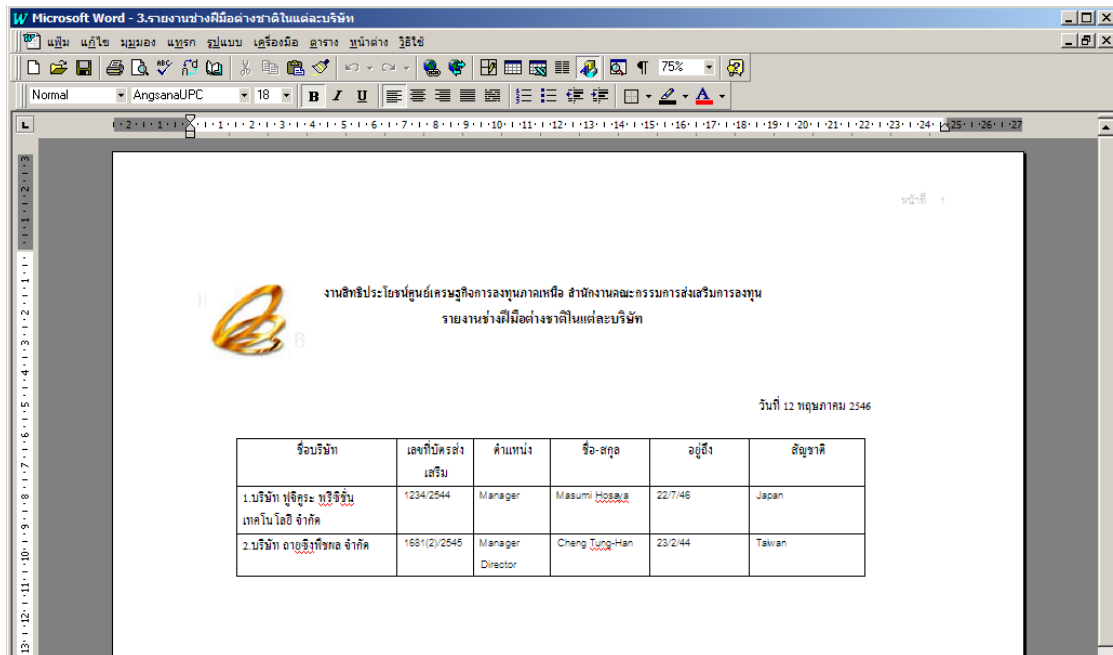 Microsoft Word - 3.รายงานช่างฝีมือต่างชาติในแต่ละบริษัท
แฟ้ม แก้ไข มุมมอง แทรก รูปแบบ เครื่องมือ ตาราง หน้าต่าง วิธีใช้
75%
Normal AngsanaUPC 18 B I U
หน้าที่ 1
งานสิทธิประโยชน์ศูนย์เศรษฐกิจการลงทุนภาคเหนือ สำนักงานคณะกรรมการส่งเสริมการลงทุน
รายงานช่างฝีมือต่างชาติในแต่ละบริษัท
วันที่ 12 พฤษภาคม 2546
ชื่อบริษัท เลขที่บัตรส่งเสริม ตำแหน่ง ชื่อ-สกุล อยู่ถึง สัญชาติ
1.บริษัท ฟูจิคูระ พรีซิชั่น 1234/2544 Manager Masumi Hosaya 22/7/46 Japan
เทคโนโลยี จำกัด
2.บริษัท ถายซิงพืชผล จำกัด 1681(2)/2545 Manager Cheng Tung-Han 23/2/44 Taiwan
Director